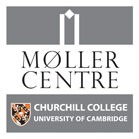 MØLLER
CENTRE
CHURCHILL COLLEGE
UNIVERSITY OF CAMBRIDGE